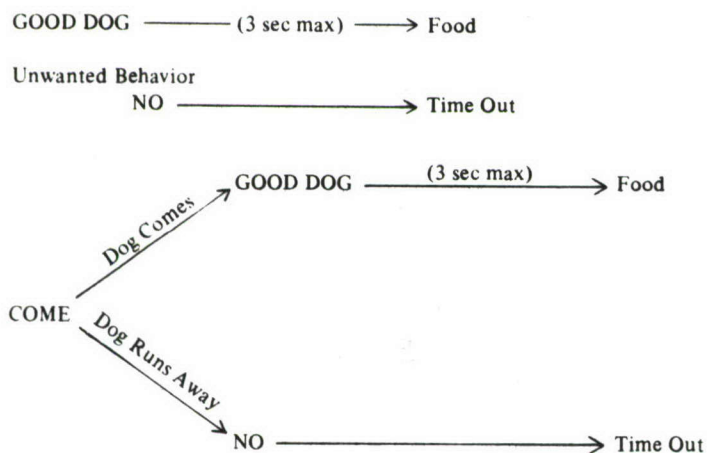 GOOD DOG (3 sec max) Food
Unwanted Behavior
NO Time Out
GOOD DOG (3 sec max) Food
Dog Comes
COME
Dog Runs Away
NO Time Out